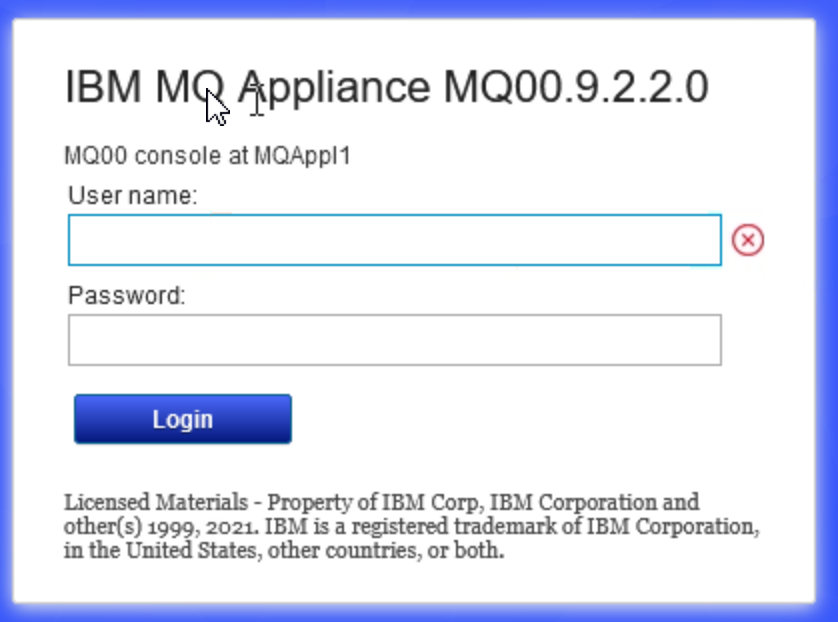 IBM MQ Appliance MQ00.9.2.2.0
MQ00 console at MQAppl1
User name:
Password:
Login
Licensed Materials - Property of IBM Corp, IBM Corporation and
other(s) 1999, 2021. IBM is a registered trademark of IBM Corporation,
in the United States, other countries, or both.